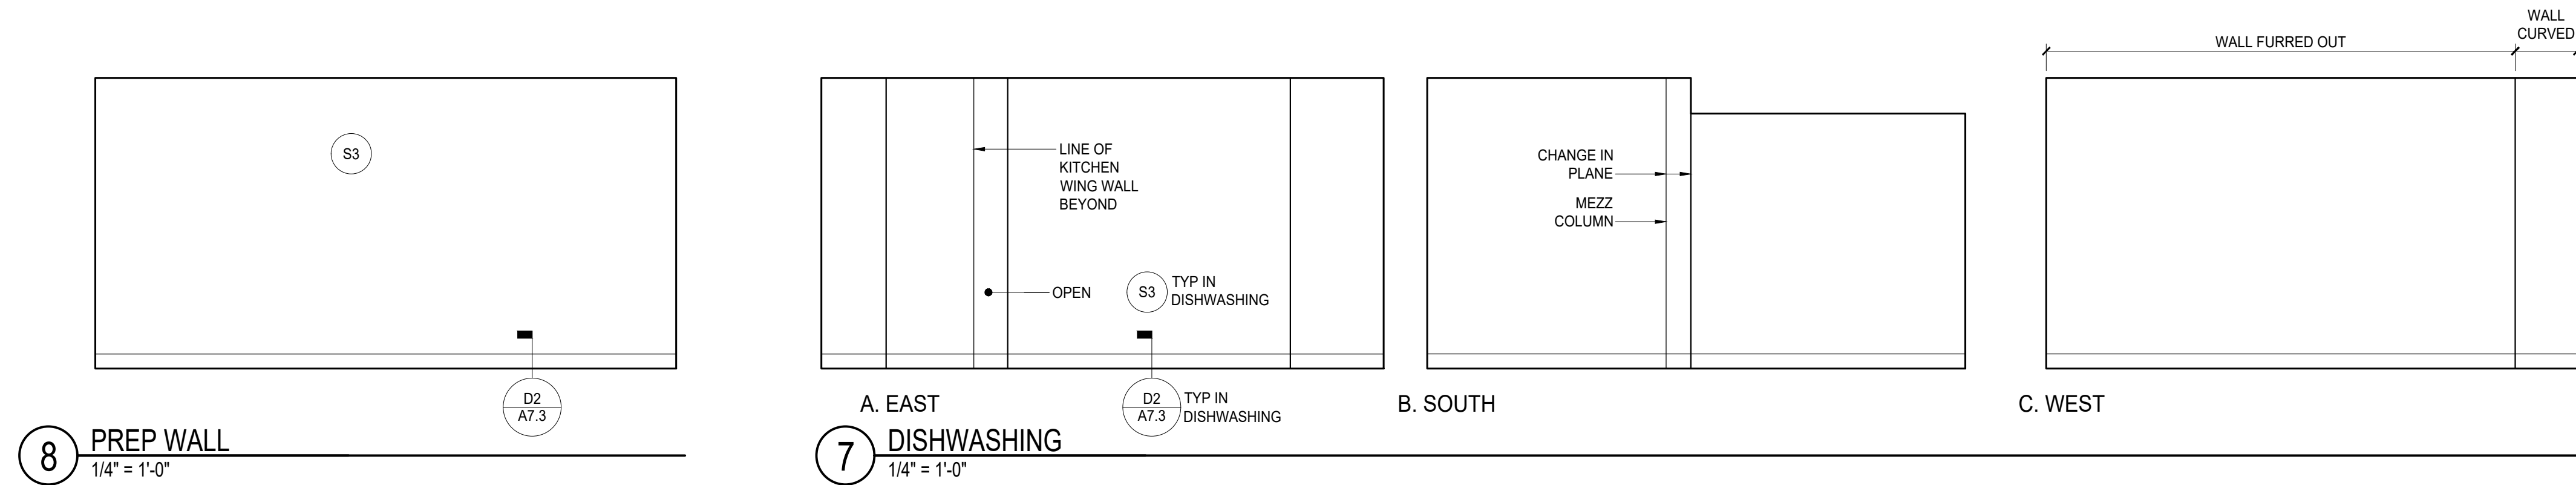 S3
D2
A7.3
8
PREP WALL
1/4" = 1'-0"
LINE OF
KITCHEN
WING WALL
BEYOND
OPEN
S3
TYP IN
DISHWASHING
D2
A7.3
TYP IN
DISHWASHING
A. EAST
CHANGE IN
PLANE
MEZZ
COLUMN
B. SOUTH
WALL FURRED OUT
WALL
CURVED
C. WEST
7
DISHWASHING
1/4" = 1'-0"